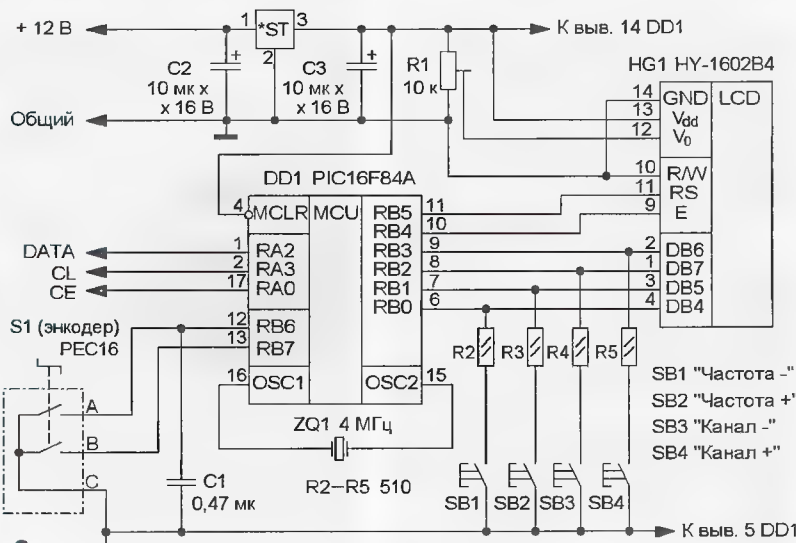 + 12 В
1
*ST
3
К выв. 14 DD1
2
C2
10 мк х
х 16 В
C3
10 мк х
х 16 В
R1
10 к
Общий
HG1 HY-1602B4
14 GND LCD
13 Vdd
12 V0
10 R/W
11 RS
9 E
2 DB6
1 DB7
3 DB5
4 DB4
DD1 PIC16F84A
4 MCLR MCU RB5 11
RB4 10
DATA 1 RA2 RB3 9
CL 2 RA3 RB2 8
CE 17 RA0 RB1 7
RB0 6
S1 (энкодер)
PEC16
12 RB6
13 RB7
16 OSC1 OSC2 15
ZQ1 4 МГц
A
B
C
C1
0,47 мк
R2 R3 R4 R5
R2–R5 510
SB1 "Частота -"
SB2 "Частота +"
SB3 "Канал -"
SB4 "Канал +"
SB1 SB2 SB3 SB4
К выв. 5 DD1